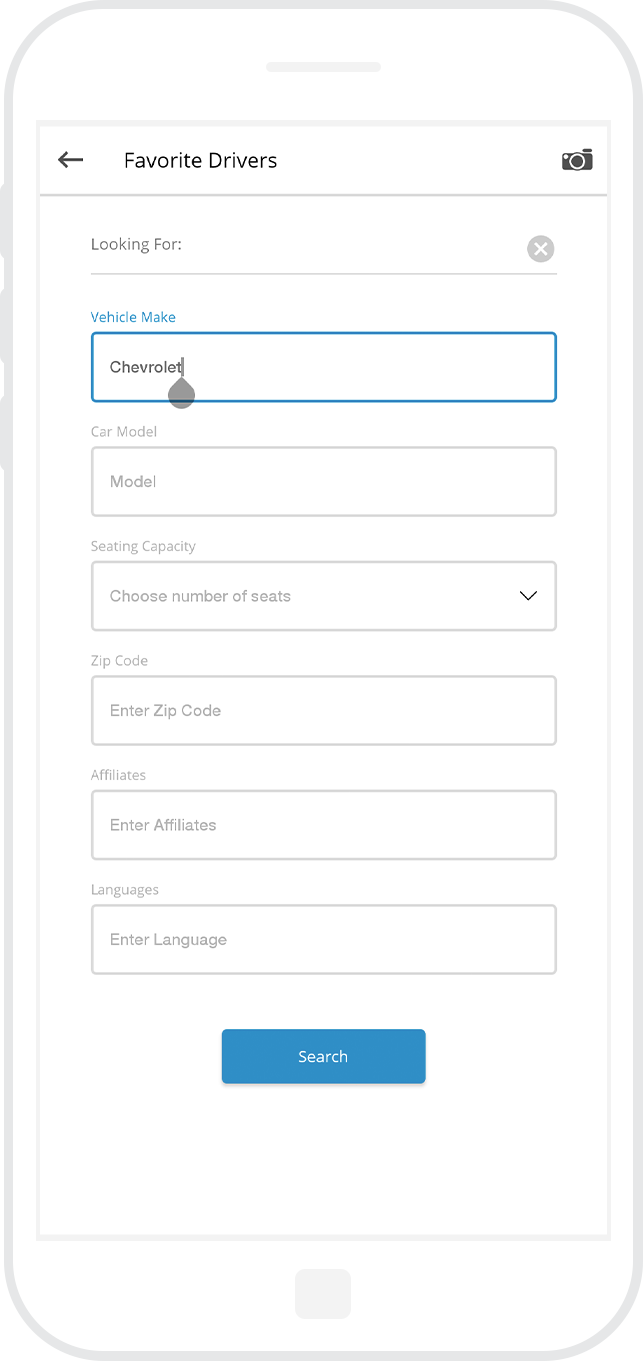 Favorite Drivers
Looking For:
Vehicle Make
Chevrolet
Car Model
Model
Seating Capacity
Choose number of seats
Zip Code
Enter Zip Code
Affiliates
Enter Affiliates
Languages
Enter Language
Search